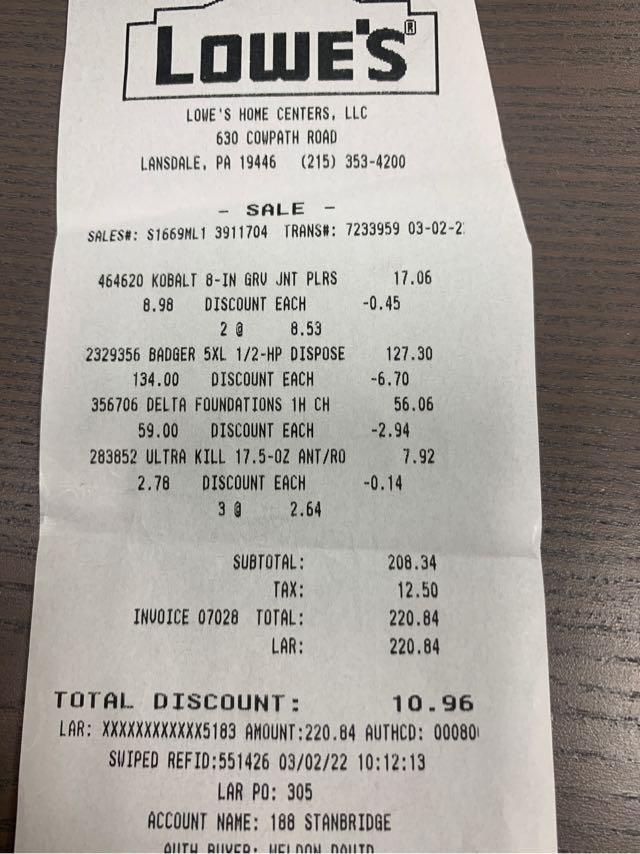 LOWE'S®
LOWE'S HOME CENTERS, LLC
630 COWPATH ROAD
LANSDALE, PA 19446 (215) 353-4200
- SALE -
SALES#: S1669ML1 3911704 TRANS#: 7233959 03-02-2
464620 KOBALT 8-IN GRV JNT PLRS 17.06
8.98 DISCOUNT EACH -0.45
2 @ 8.53
2329356 BADGER 5XL 1/2-HP DISPOSE 127.30
134.00 DISCOUNT EACH -6.70
356706 DELTA FOUNDATIONS 1H CH 56.06
59.00 DISCOUNT EACH -2.94
283852 ULTRA KILL 17.5-OZ ANT/RO 7.92
2.78 DISCOUNT EACH -0.14
3 @ 2.64
SUBTOTAL: 208.34
TAX: 12.50
INVOICE 07028 TOTAL: 220.84
LAR: 220.84
TOTAL DISCOUNT: 10.96
LAR: XXXXXXXXXXXX5183 AMOUNT:220.84 AUTHCD: 00080
SWIPED REFID:551426 03/02/22 10:12:13
LAR PO: 305
ACCOUNT NAME: 188 STANBRIDGE
AUTH BUYER: WELDON DAVID